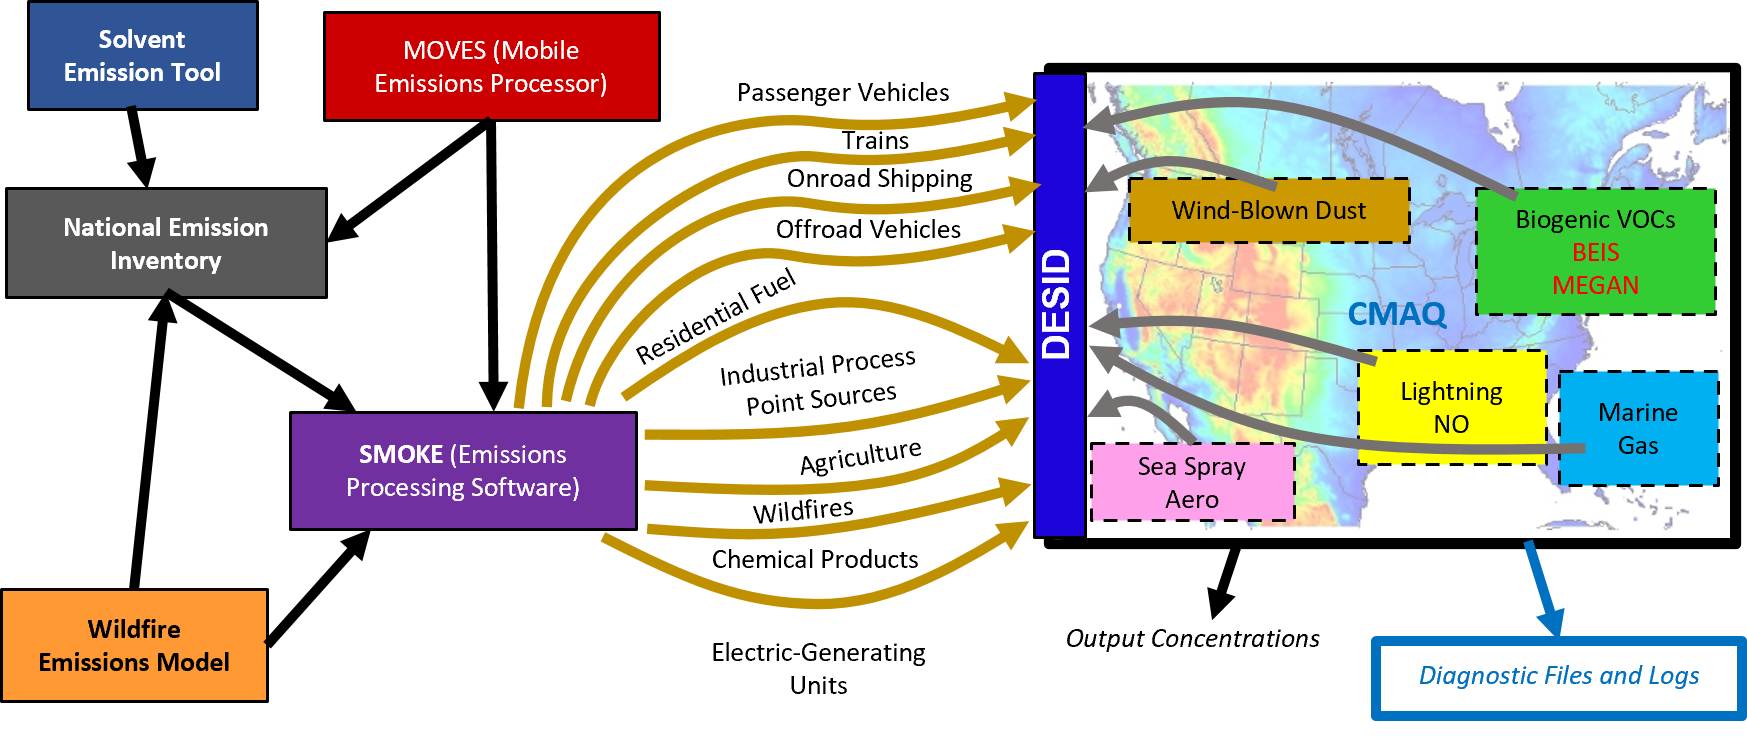 Solvent
Emission Tool
MOVES (Mobile
Emissions Processor)
National Emission
Inventory
SMOKE (Emissions
Processing Software)
Wildfire
Emissions Model
Passenger Vehicles
Trains
Onroad Shipping
Offroad Vehicles
Residential Fuel
Industrial Process
Point Sources
Agriculture
Wildfires
Chemical Products
Electric-Generating
Units
DESID
Wind-Blown Dust
Biogenic VOCs
BEIS
MEGAN
CMAQ
Lightning
NO
Marine
Gas
Sea Spray
Aero
Output Concentrations
Diagnostic Files and Logs